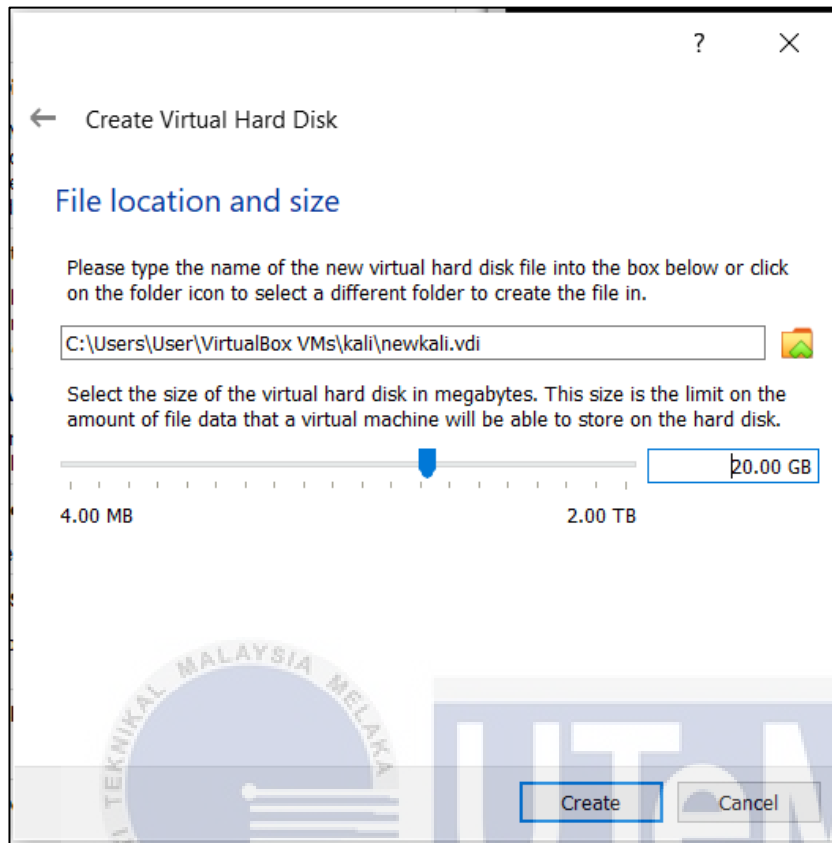 ?
Create Virtual Hard Disk
File location and size
Please type the name of the new virtual hard disk file into the box below or click
on the folder icon to select a different folder to create the file in.
C:\Users\User\VirtualBox VMs\kali\newkali.vdi
Select the size of the virtual hard disk in megabytes. This size is the limit on the
amount of file data that a virtual machine will be able to store on the hard disk.
20.00 GB
4.00 MB 2.00 TB
TEKNIKAL MALAYSIA MELAKA
UTeM
Create Cancel